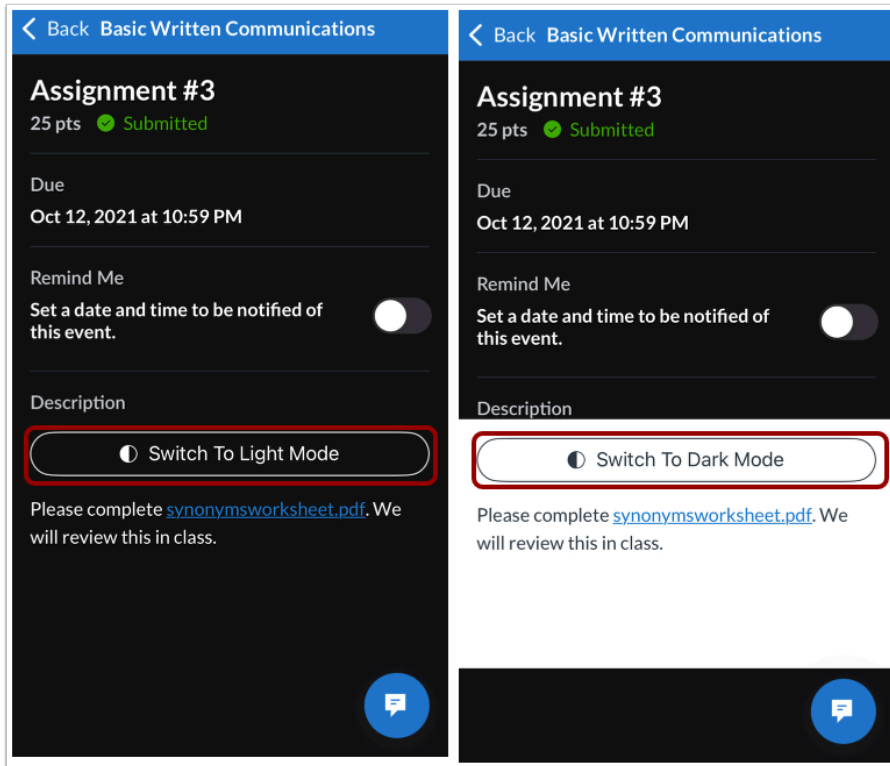 Back Basic Written Communications
Assignment #3
25 pts Submitted
Due
Oct 12, 2021 at 10:59 PM
Remind Me
Set a date and time to be notified of
this event.
Description
Switch To Light Mode
Please complete synonymsworksheet.pdf. We
will review this in class.
Back Basic Written Communications
Assignment #3
25 pts Submitted
Due
Oct 12, 2021 at 10:59 PM
Remind Me
Set a date and time to be notified of
this event.
Description
Switch To Dark Mode
Please complete synonymsworksheet.pdf. We
will review this in class.